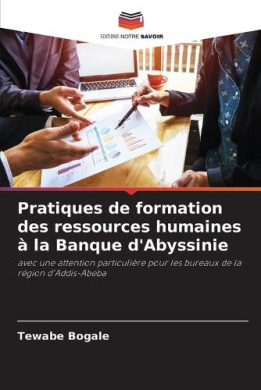 EDITIONS NOTRE SAVOIR
Pratiques de formation
des ressources humaines
à la Banque d'Abyssinie
avec une attention particulière pour les bureaux de la
région d'Addis-Abeba
Tewabe Bogale